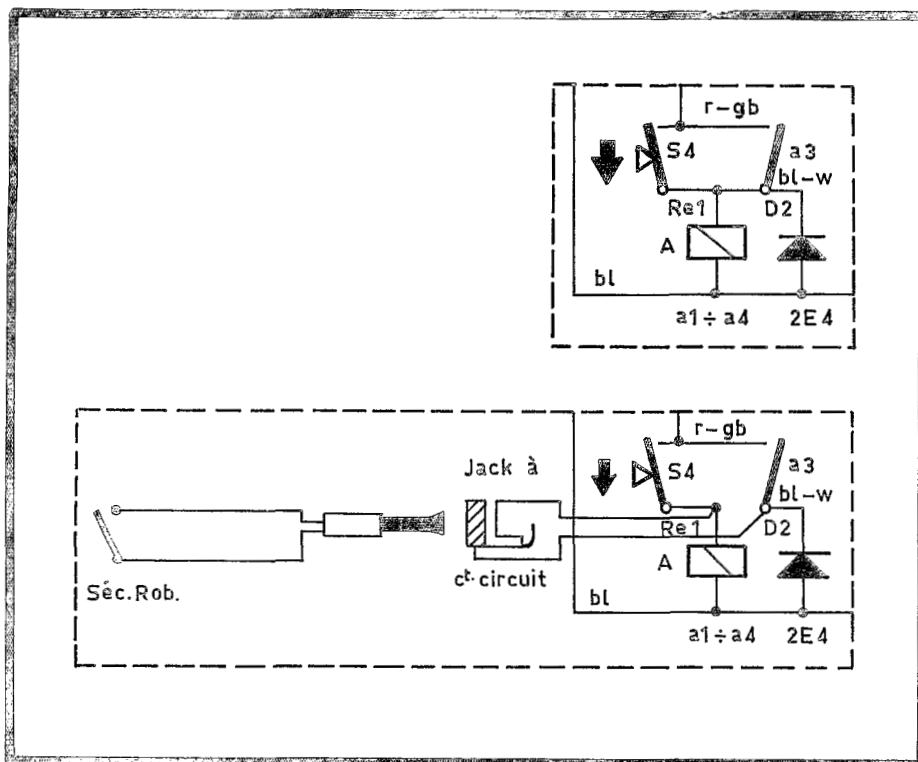 r-gb
S4
a3
bl-w
Re1
D2
A
bl
a1÷a4
2E4
r-gb
Jack à
S4
a3
bl-w
Re1
D2
A
Séc.Rob.
ct.circuit
bl
a1÷a4
2E4